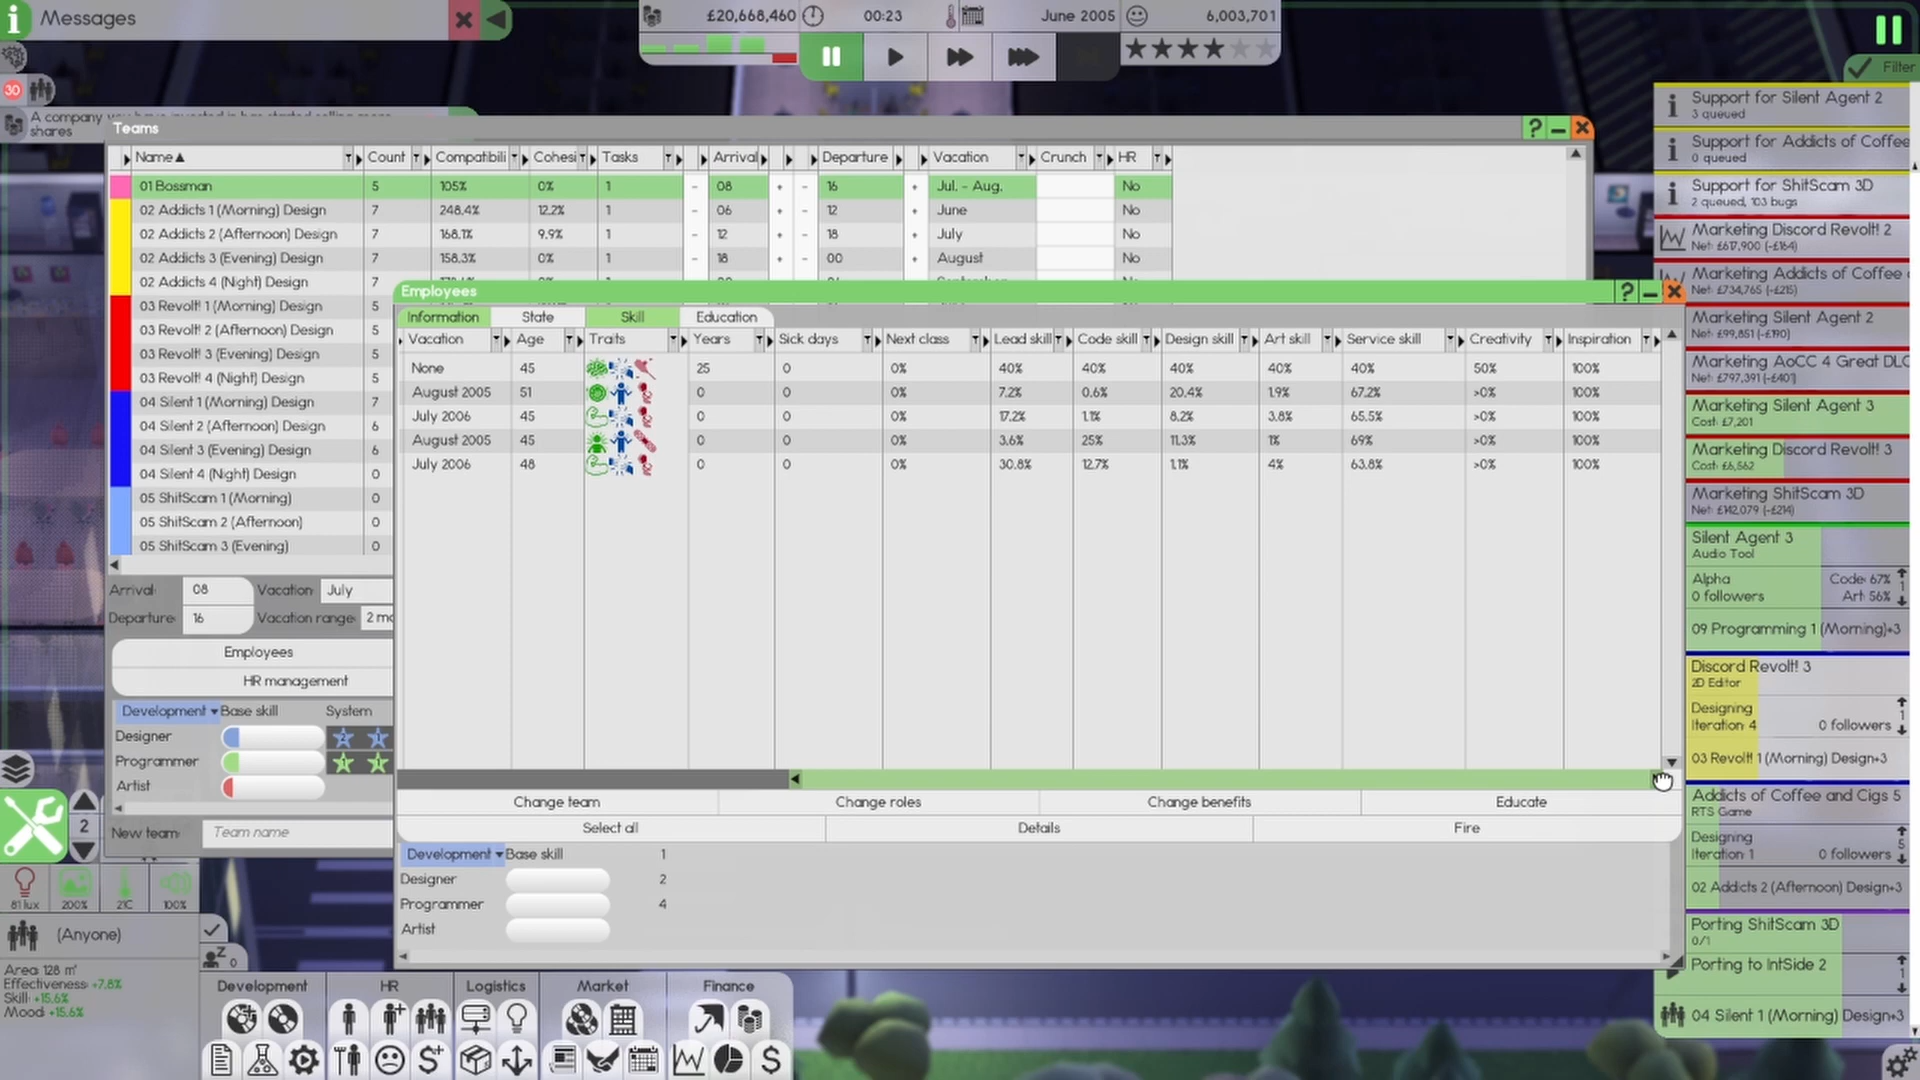 Messages
£20,668,460
00:23
June 2005
6,003,701
Filter
30
A company you have invested in has started selling more
shares
Teams
Name Count Compatibili Cohesi Tasks Arrival Departure Vacation Crunch HR
01 Bossman 5 105% 0% 1 - 08 + - 16 + Jul. - Aug. No
02 Addicts 1 (Morning) Design 7 248,4% 12,2% 1 - 06 + - 12 + June No
02 Addicts 2 (Afternoon) Design 7 168,1% 9,9% 1 - 12 + - 18 + July No
02 Addicts 3 (Evening) Design 7 158,3% 0% 1 - 18 + - 00 + August No
02 Addicts 4 (Night) Design 7
03 Revolt! 1 (Morning) Design 5
03 Revolt! 2 (Afternoon) Design 5
03 Revolt! 3 (Evening) Design 5
03 Revolt! 4 (Night) Design 5
04 Silent 1 (Morning) Design 7
04 Silent 2 (Afternoon) Design 6
04 Silent 3 (Evening) Design 6
04 Silent 4 (Night) Design 0
05 ShitScam 1 (Morning) 0
05 ShitScam 2 (Afternoon) 0
05 ShitScam 3 (Evening) 0
Arrival: 08 Vacation: July
Departure: 16 Vacation range: 2 mo
Employees
HR management
Development Base skill System
Designer 2 1
Programmer 1 1
Artist
New team: Team name
Employees
Information State Skill Education
Vacation Age Traits Years Sick days Next class Lead skill Code skill Design skill Art skill Service skill Creativity Inspiration
None 45 25 0 0% 40% 40% 40% 40% 40% 50% 100%
August 2005 51 0 0 0% 7.2% 0.6% 20.4% 1.9% 67.2% >0% 100%
July 2006 45 0 0 0% 17.2% 1.1% 8.2% 3.8% 65.5% >0% 100%
August 2005 45 0 0 0% 3.6% 25% 11.3% 1% 69% >0% 100%
July 2006 48 0 0 0% 30.8% 12.7% 1.1% 4% 63.8% >0% 100%
Change team Change roles Change benefits Educate
Select all Details Fire
Development Base skill 1
Designer 2
Programmer 4
Artist
Support for Silent Agent 2
3 queued
Support for Addicts of Coffee
0 queued
Support for ShitScam 3D
2 queued, 103 bugs
Marketing Discord Revolt! 2
Net: £617,900 (-£164)
Marketing Addicts of Coffee
Net: £734,765 (-£215)
Marketing Silent Agent 2
Net: £99,851 (-£190)
Marketing AoCC 4 Great DLC
Net: £797,391 (-£401)
Marketing Silent Agent 3
Cost: £7,201
Marketing Discord Revolt! 3
Cost: £6,562
Marketing ShitScam 3D
Net: £142,079 (-£214)
Silent Agent 3
Audio Tool
Alpha Code: 67%
0 followers Art: 56% 1
09 Programming 1 (Morning)+3
Discord Revolt! 3
2D Editor
Designing
Iteration 4 0 followers 1
03 Revolt! 1 (Morning) Design+3
Addicts of Coffee and Cigs 5
RTS Game
Designing
Iteration 1 0 followers 5
02 Addicts 2 (Afternoon) Design+3
Porting ShitScam 3D
0/1
Porting to IntSide 2 1
04 Silent 1 (Morning) Design+3
2
81 lux 200% 21C 100%
(Anyone)
Z 0
Area: 128 m²
Effectiveness: +7,8%
Skill: +15,6%
Mood: +15,6%
Development HR Logistics Market Finance